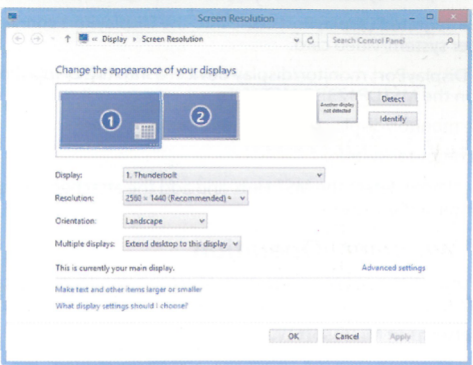 Screen Resolution
« Display ▸ Screen Resolution
Search Control Panel
Change the appearance of your displays
1
2
Another display
not detected
Detect
Identify
Display: 1. Thunderbolt
Resolution: 2560 × 1440 (Recommended)
Orientation: Landscape
Multiple displays: Extend desktop to this display
This is currently your main display.
Advanced settings
Make text and other items larger or smaller
What display settings should I choose?
OK Cancel Apply